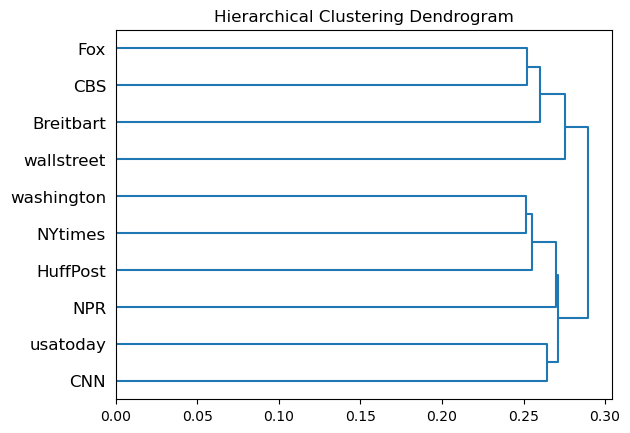 Hierarchical Clustering Dendrogram
Fox
CBS
Breitbart
wallstreet
washington
NYtimes
HuffPost
NPR
usatoday
CNN
0.00 0.05 0.10 0.15 0.20 0.25 0.30